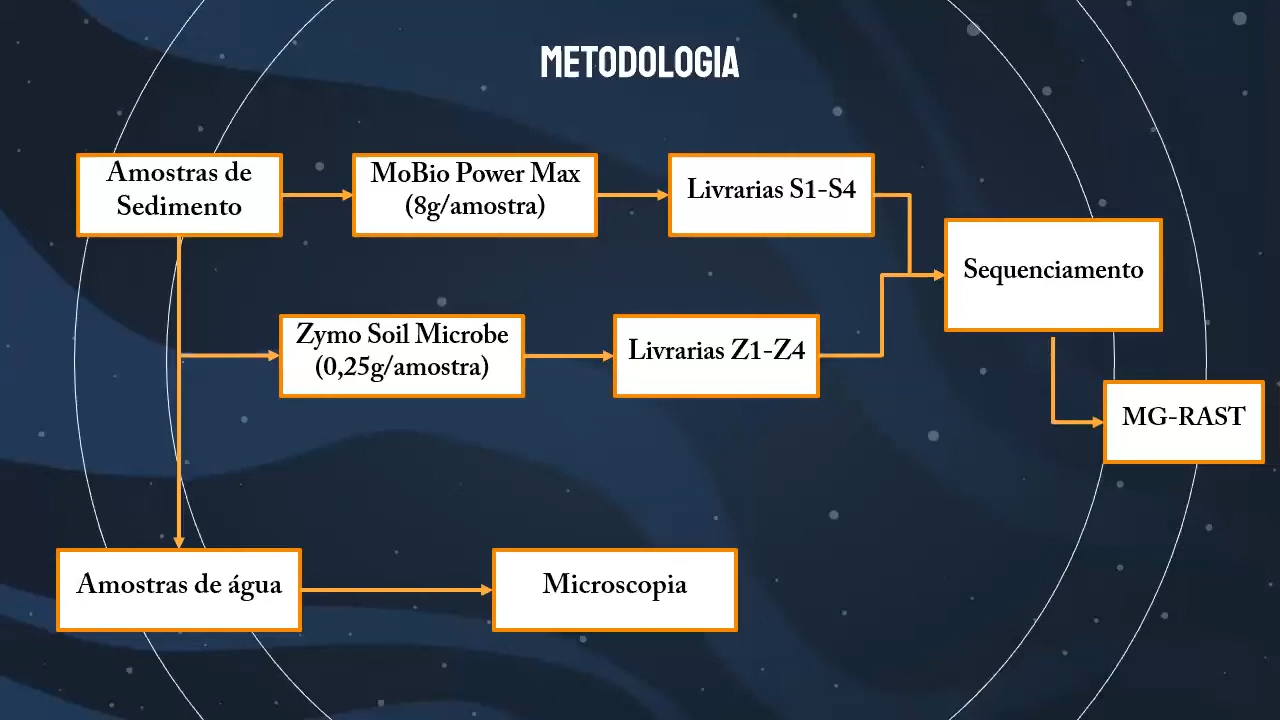 METODOLOGIA
Amostras de
Sedimento
MoBio Power Max
(8g/amostra)
Livrarias S1-S4
Sequenciamento
Zymo Soil Microbe
(0,25g/amostra)
Livrarias Z1-Z4
MG-RAST
Amostras de água
Microscopia